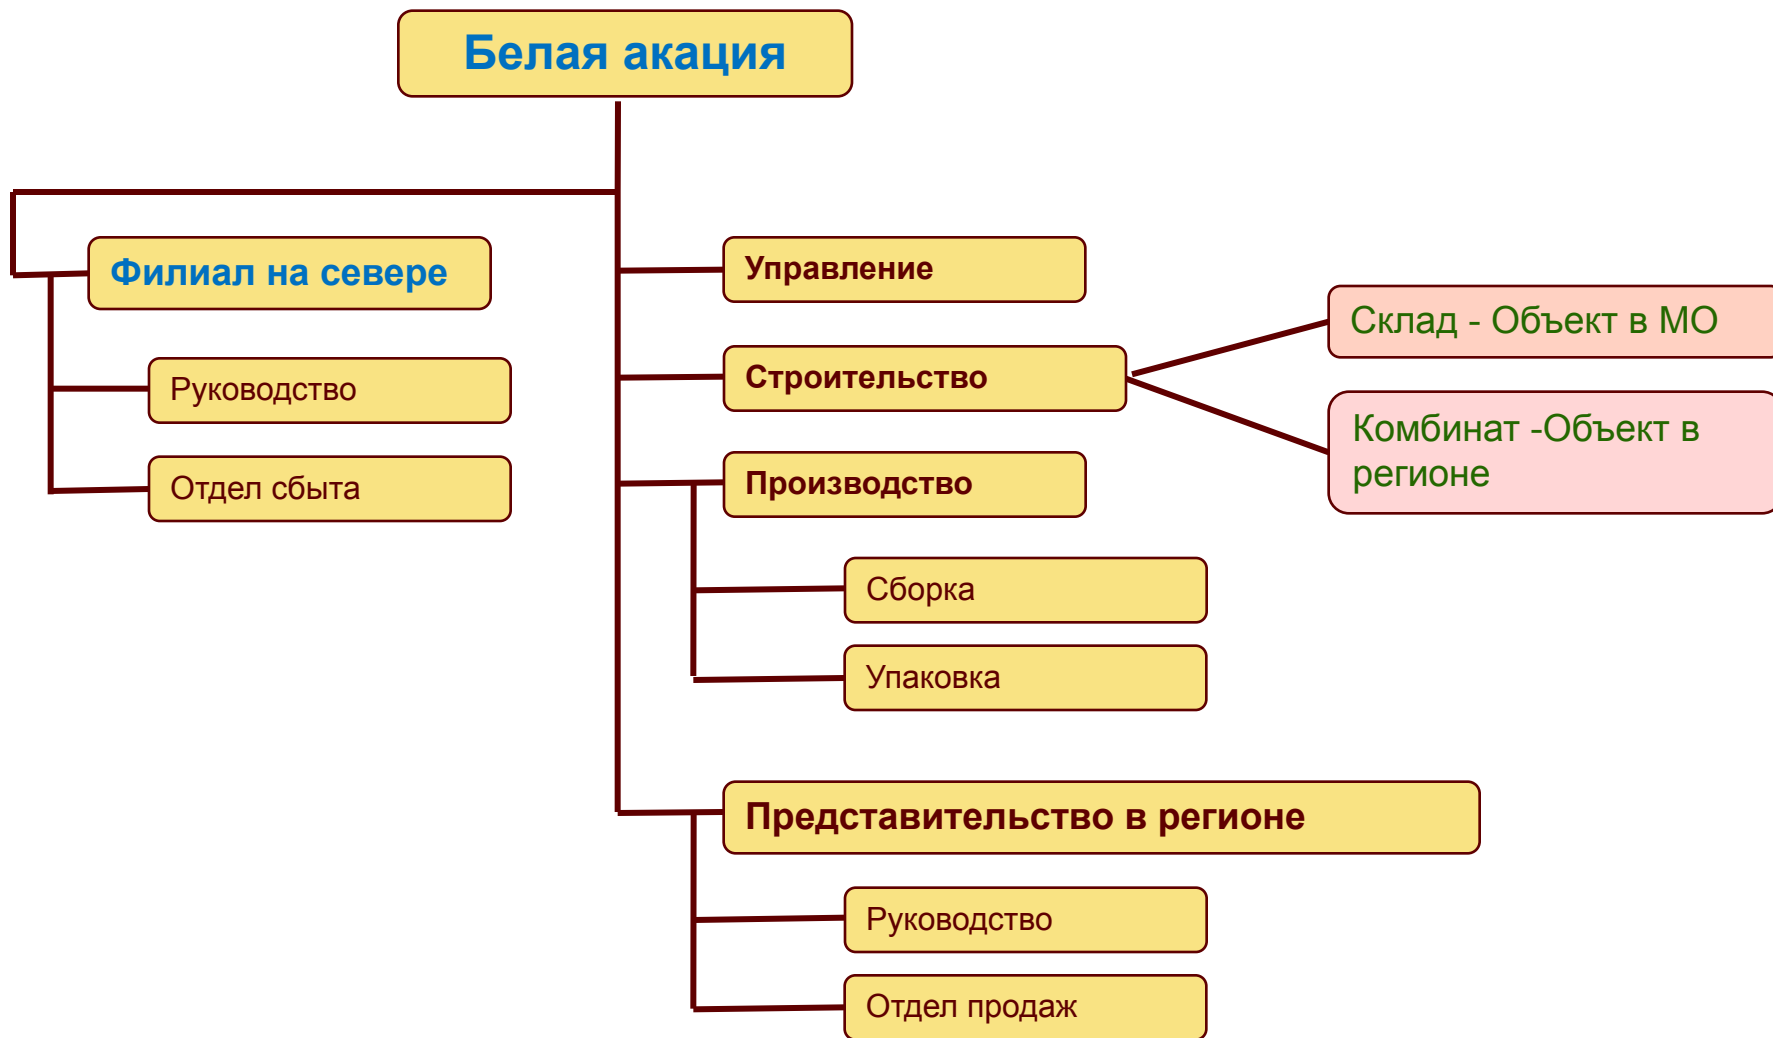 Белая акация
Филиал на севере
Руководство
Отдел сбыта
Управление
Строительство
Склад - Объект в МО
Комбинат -Объект в
регионе
Производство
Сборка
Упаковка
Представительство в регионе
Руководство
Отдел продаж